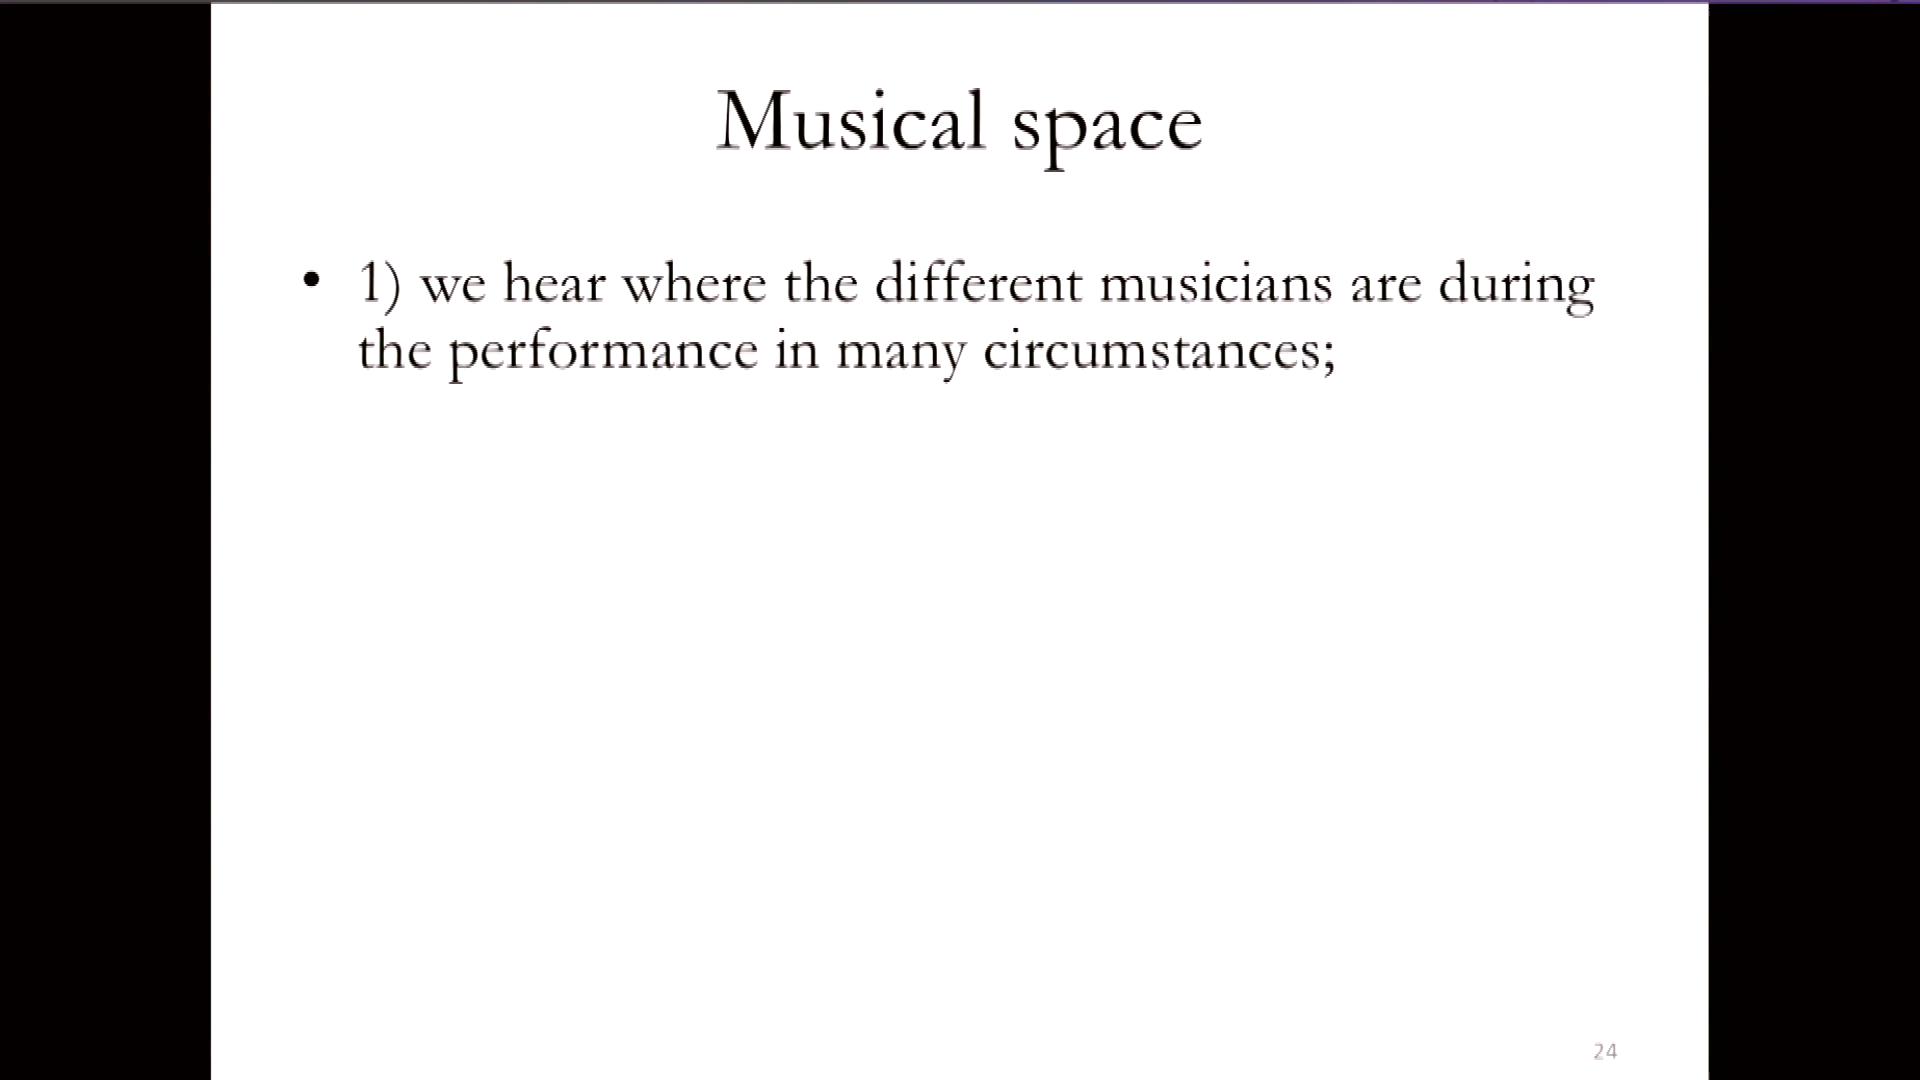 Musical space
• 1) we hear where the different musicians are during
the performance in many circumstances;
24